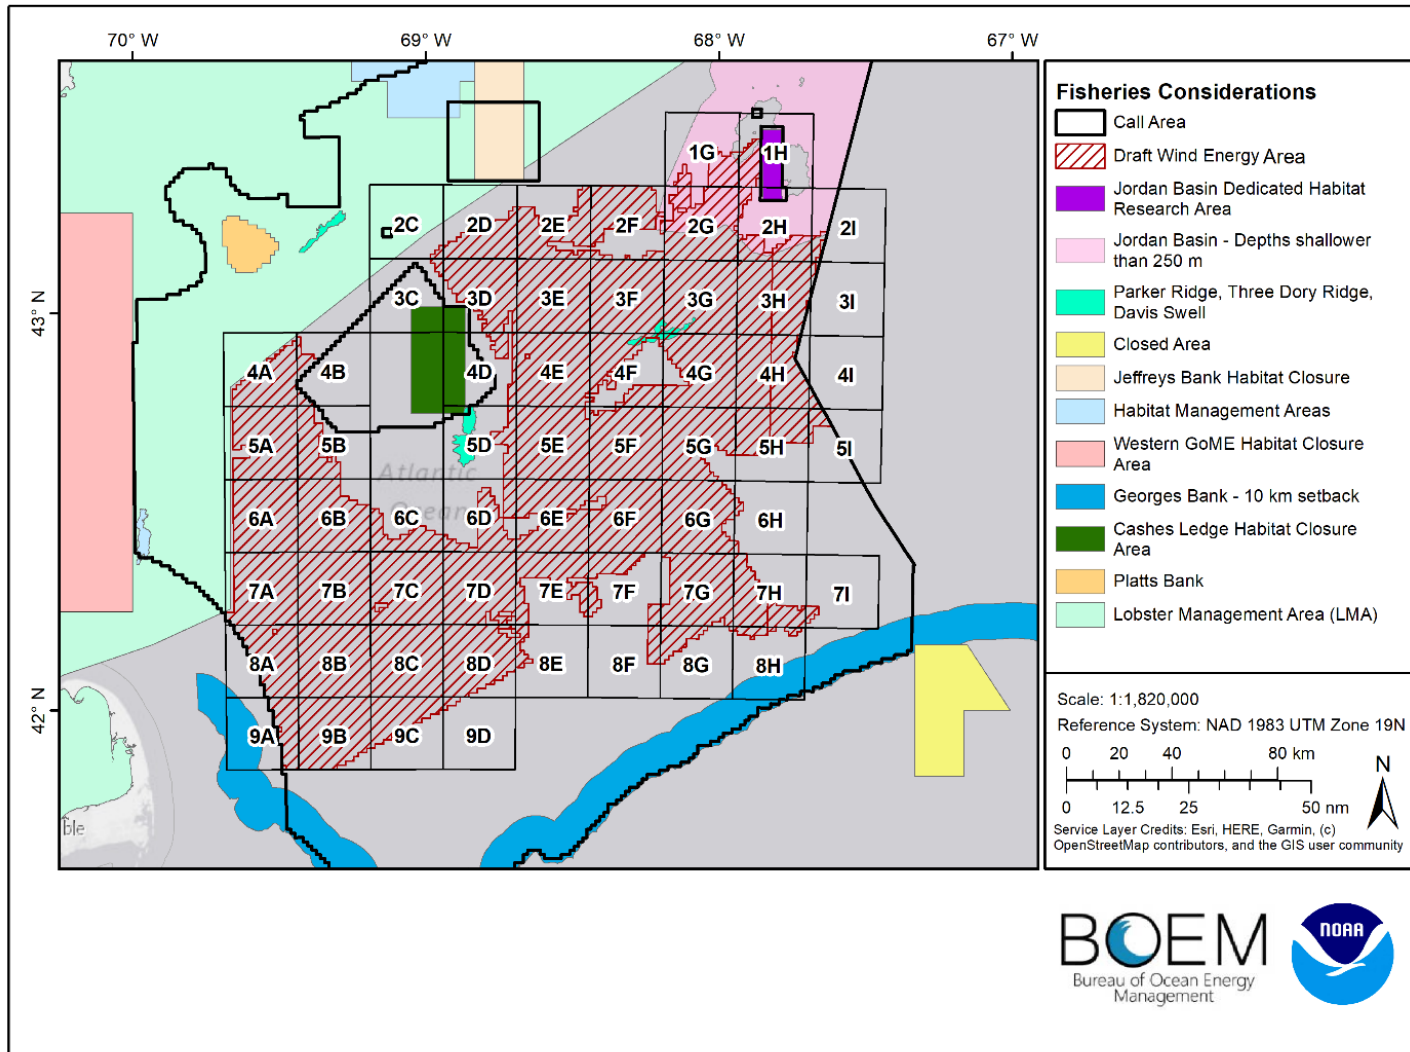 70° W
69° W
68° W
67° W
43° N
42° N
1G
1H
2C
2D
2E
2F
2G
2H
2I
3C
3D
3E
3F
3G
3H
3I
4A
4B
4D
4E
4F
4G
4H
4I
5A
5B
5D
5E
5F
5G
5H
5I
Atlantic
Ocean
6A
6B
6C
6D
6E
6F
6G
6H
7A
7B
7C
7D
7E
7F
7G
7H
7I
8A
8B
8C
8D
8E
8F
8G
8H
9A
9B
9C
9D
ble
Fisheries Considerations
Call Area
Draft Wind Energy Area
Jordan Basin Dedicated Habitat
Research Area
Jordan Basin - Depths shallower
than 250 m
Parker Ridge, Three Dory Ridge,
Davis Swell
Closed Area
Jeffreys Bank Habitat Closure
Habitat Management Areas
Western GoME Habitat Closure
Area
Georges Bank - 10 km setback
Cashes Ledge Habitat Closure
Area
Platts Bank
Lobster Management Area (LMA)
Scale: 1:1,820,000
Reference System: NAD 1983 UTM Zone 19N
0 20 40 80 km
0 12.5 25 50 nm
N
Service Layer Credits: Esri, HERE, Garmin, (c)
OpenStreetMap contributors, and the GIS user community
BOEM
Bureau of Ocean Energy
Management
NOAA